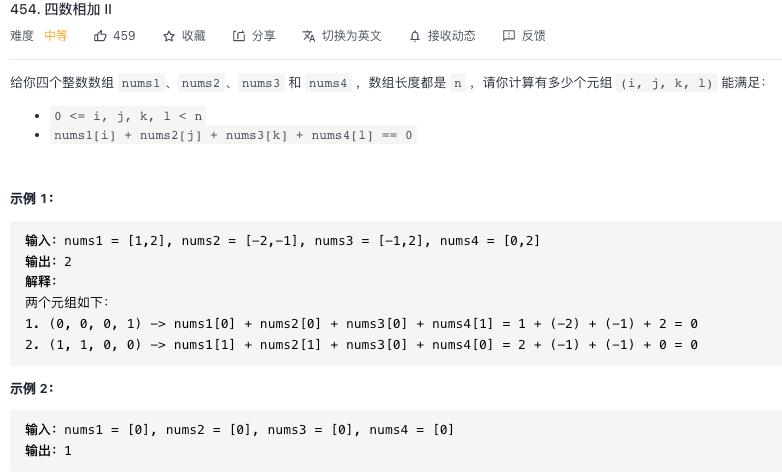 454. 四数相加 II
难度 中等 459 收藏 分享 切换为英文 接收动态 反馈
给你四个整数数组 nums1、nums2、nums3 和 nums4 ，数组长度都是 n ，请你计算有多少个元组 (i, j, k, l) 能满足：
• 0 <= i, j, k, l < n
• nums1[i] + nums2[j] + nums3[k] + nums4[l] == 0
示例 1：
输入：nums1 = [1,2], nums2 = [-2,-1], nums3 = [-1,2], nums4 = [0,2]
输出：2
解释：
两个元组如下：
1. (0, 0, 0, 1) -> nums1[0] + nums2[0] + nums3[0] + nums4[1] = 1 + (-2) + (-1) + 2 = 0
2. (1, 1, 0, 0) -> nums1[1] + nums2[1] + nums3[0] + nums4[0] = 2 + (-1) + (-1) + 0 = 0
示例 2：
输入：nums1 = [0], nums2 = [0], nums3 = [0], nums4 = [0]
输出：1